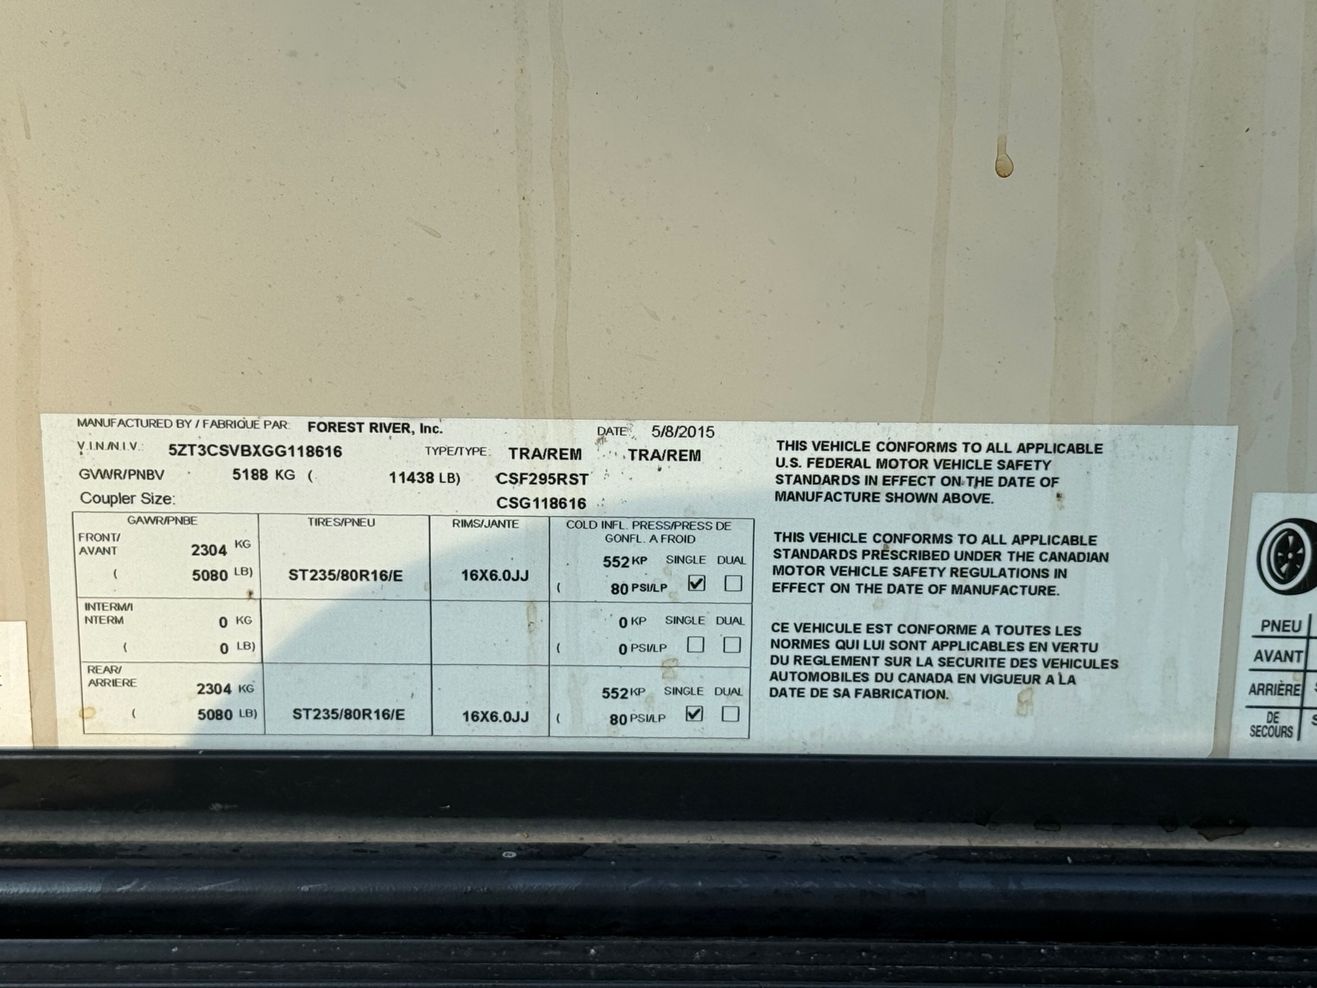 MANUFACTURED BY / FABRIQUE PAR: FOREST RIVER, Inc. DATE: 5/8/2015
V.I.N./N.I.V.: 5ZT3CSVBXGG118616 TYPE/TYPE: TRA/REM TRA/REM
GVWR/PNBV 5188 KG ( 11438 LB) CSF295RST
Coupler Size: CSG118616
GAWR/PNBE TIRES/PNEU RIMS/JANTE COLD INFL. PRESS/PRESS DE
GONFL. A FROID
FRONT/
AVANT 2304 KG 552 KP SINGLE DUAL
( 5080 LB) ST235/80R16/E 16X6.0JJ ( 80 PSI/LP
INTERM/I
NTERM 0 KG 0 KP SINGLE DUAL
( 0 LB) ( 0 PSI/LP
REAR/
ARRIERE 2304 KG 552 KP SINGLE DUAL
( 5080 LB) ST235/80R16/E 16X6.0JJ ( 80 PSI/LP
THIS VEHICLE CONFORMS TO ALL APPLICABLE
U.S. FEDERAL MOTOR VEHICLE SAFETY
STANDARDS IN EFFECT ON THE DATE OF
MANUFACTURE SHOWN ABOVE.
THIS VEHICLE CONFORMS TO ALL APPLICABLE
STANDARDS PRESCRIBED UNDER THE CANADIAN
MOTOR VEHICLE SAFETY REGULATIONS IN
EFFECT ON THE DATE OF MANUFACTURE.
CE VEHICULE EST CONFORME A TOUTES LES
NORMES QUI LUI SONT APPLICABLES EN VERTU
DU REGLEMENT SUR LA SECURITE DES VEHICULES
AUTOMOBILES DU CANADA EN VIGUEUR A LA
DATE DE SA FABRICATION.
PNEU
AVANT
ARRIÈRE
DE
SECOURS